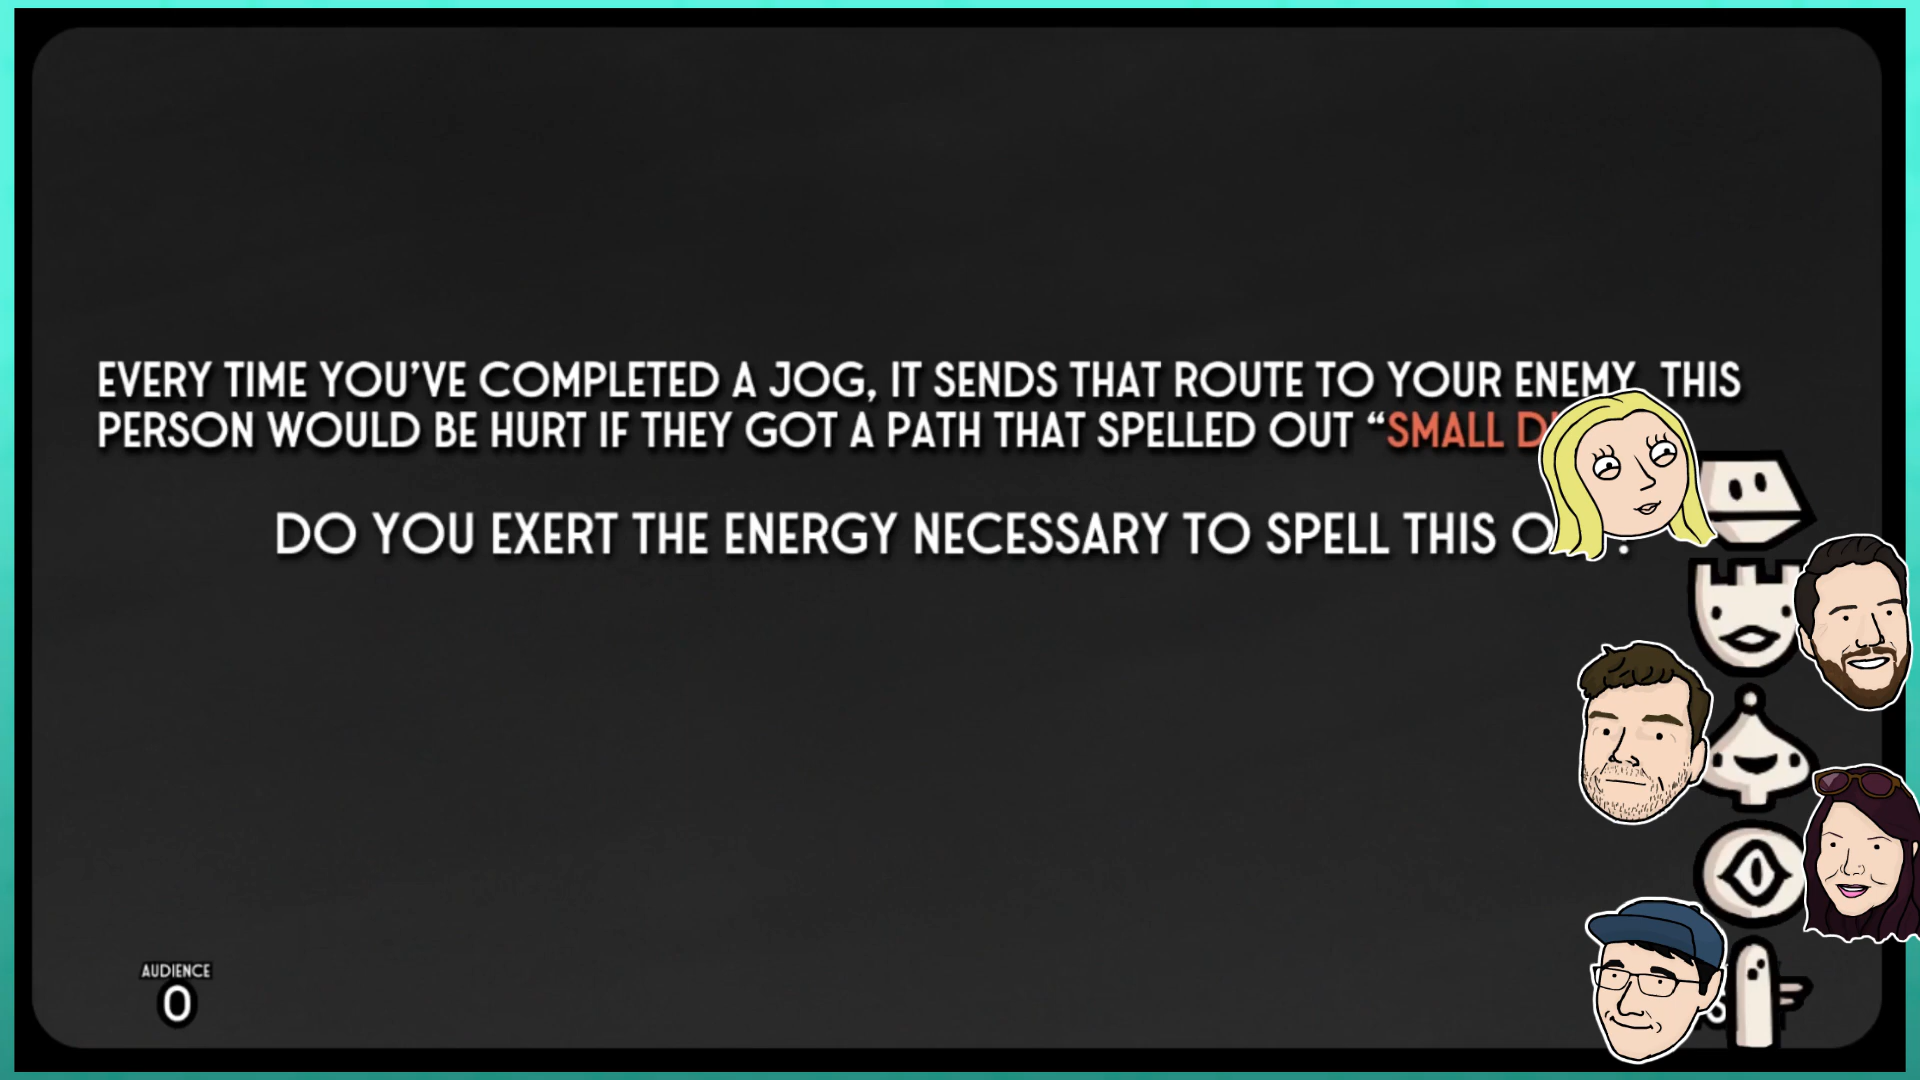 EVERY TIME YOU'VE COMPLETED A JOG, IT SENDS THAT ROUTE TO YOUR ENEMY. THIS
PERSON WOULD BE HURT IF THEY GOT A PATH THAT SPELLED OUT “SMALL
DO YOU EXERT THE ENERGY NECESSARY TO SPELL THIS
AUDIENCE
0